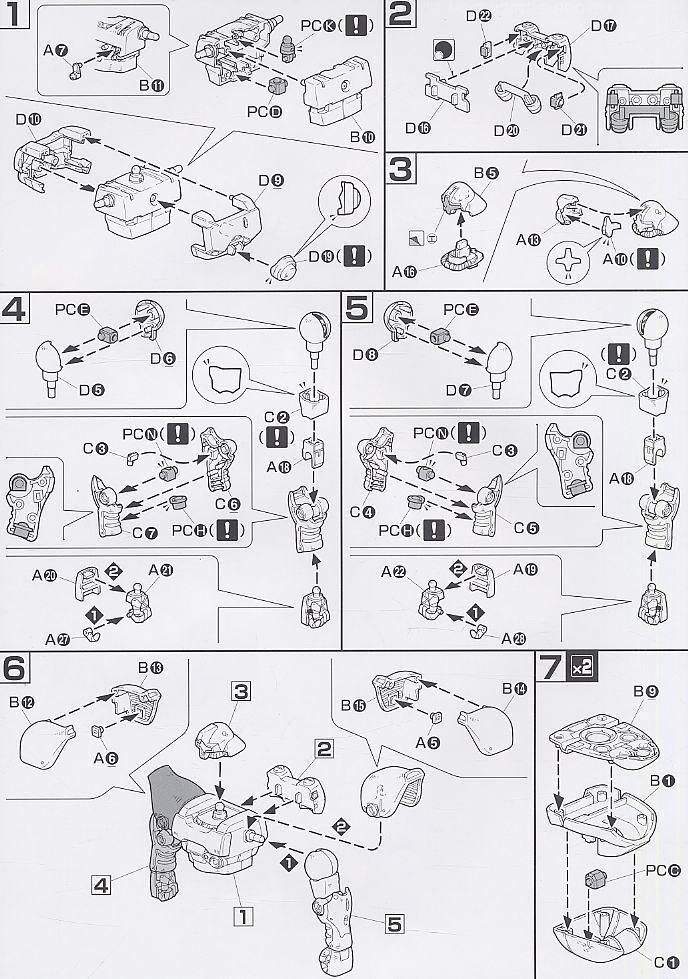 1
A7
B11
PCK(!)
PCD
B10
D10
D9
D19(!)
2
D22
D17
D16
D20
D21
3
B5
A16
A13
A10(!)
4
PCE
D6
D5
C2
(!)
PCN(!)
C3
A18
C6
C7
PCH(!)
A20
2
A21
1
A27
5
PCE
D8
D7
(!)
C2
PCN(!)
C3
A18
C4
C5
PCH(!)
A22
2
A19
1
A28
6
B13
B12
A6
3
B15
B14
A5
2
2
1
4
1
5
7 ×2
B9
B1
PCC
C1